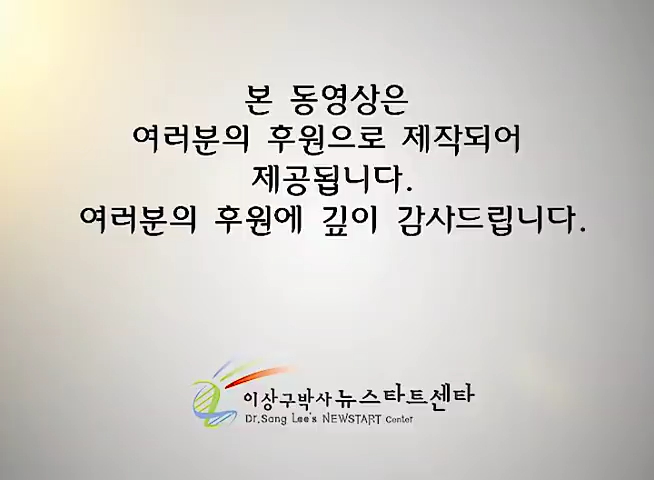 본 동영상은
여러분의 후원으로 제작되어
제공됩니다.
여러분의 후원에 깊이 감사드립니다.
이상구박사 뉴스타트센타
Dr.Sang Lee's NEWSTART Center